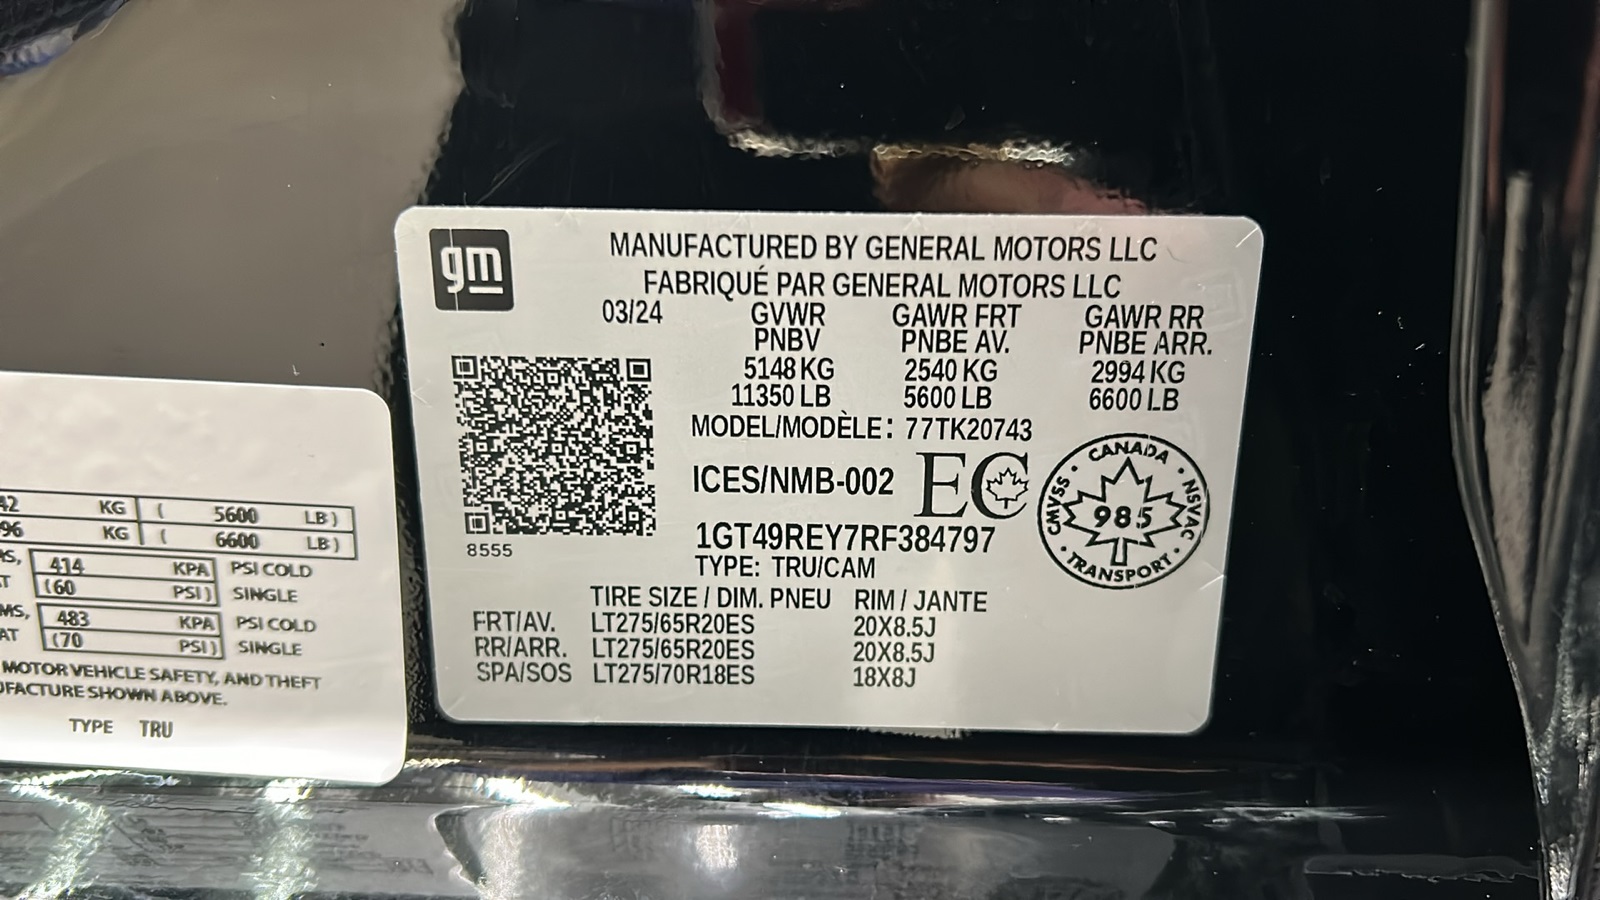 gm
MANUFACTURED BY GENERAL MOTORS LLC
FABRIQUÉ PAR GENERAL MOTORS LLC
03/24 GVWR GAWR FRT GAWR RR
PNBV PNBE AV. PNBE ARR.
5148 KG 2540 KG 2994 KG
11350 LB 5600 LB 6600 LB
MODEL/MODÈLE: 77TK20743
ICES/NMB-002 EC
CANADA
CMVSS 985 NSVAC
TRANSPORT
1GT49REY7RF384797
8555
TYPE: TRU/CAM
TIRE SIZE / DIM. PNEU RIM / JANTE
FRT/AV. LT275/65R20ES 20X8.5J
RR/ARR. LT275/65R20ES 20X8.5J
SPA/SOS LT275/70R18ES 18X8J
KG ( 5600 LB )
KG ( 6600 LB )
414 KPA PSI COLD
(60 PSI ) SINGLE
483 KPA PSI COLD
(70 PSI ) SINGLE
MOTOR VEHICLE SAFETY, AND THEFT
SHOWN ABOVE.
TYPE TRU